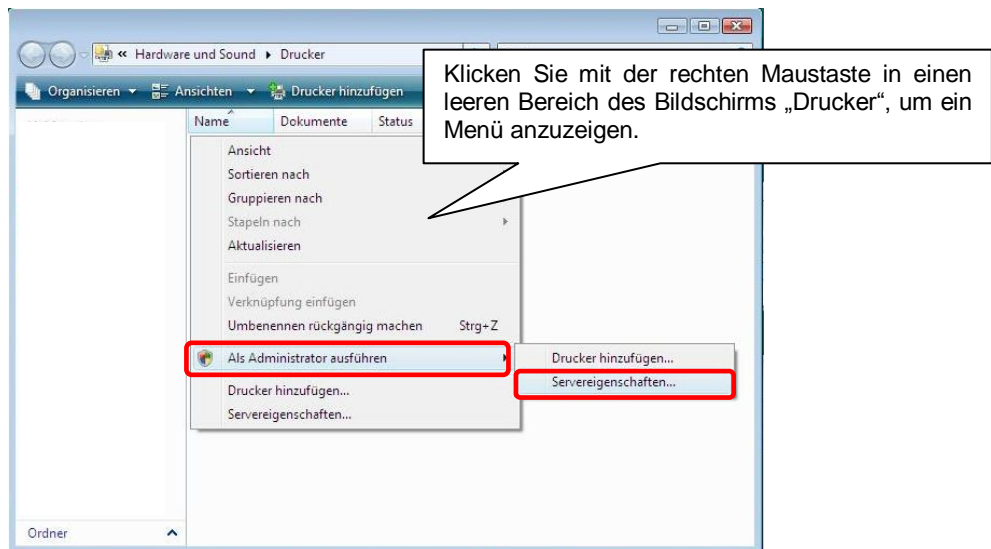 « Hardware und Sound ▸ Drucker
Organisieren Ansichten Drucker hinzufügen
Klicken Sie mit der rechten Maustaste in einen
leeren Bereich des Bildschirms „Drucker“, um ein
Menü anzuzeigen.
Name Dokumente Status
Ansicht
Sortieren nach
Gruppieren nach
Stapeln nach
Aktualisieren
Einfügen
Verknüpfung einfügen
Umbenennen rückgängig machen Strg+Z
Als Administrator ausführen
Drucker hinzufügen...
Servereigenschaften...
Drucker hinzufügen...
Servereigenschaften...
Ordner